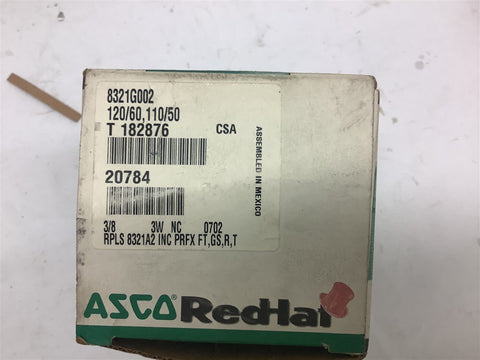 8321G002
120/60,110/50
T 182876 CSA
20784
3/8 3W NC 0702
RPLS 8321A2 INC PRFX FT,GS,R,T
ASSEMBLED IN MEXICO
ASCO® RedHat